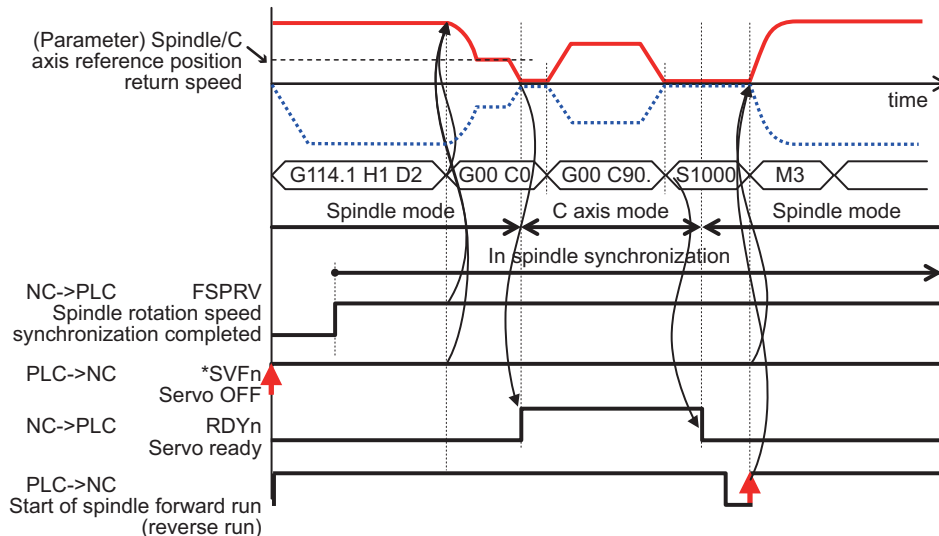 (Parameter) Spindle/C
axis reference position
return speed
time
G114.1 H1 D2
G00 C0
G00 C90.
S1000
M3
Spindle mode
C axis mode
Spindle mode
In spindle synchronization
NC->PLC FSPRV
Spindle rotation speed
synchronization completed
PLC->NC *SVFn
Servo OFF
NC->PLC RDYn
Servo ready
PLC->NC
Start of spindle forward run
(reverse run)